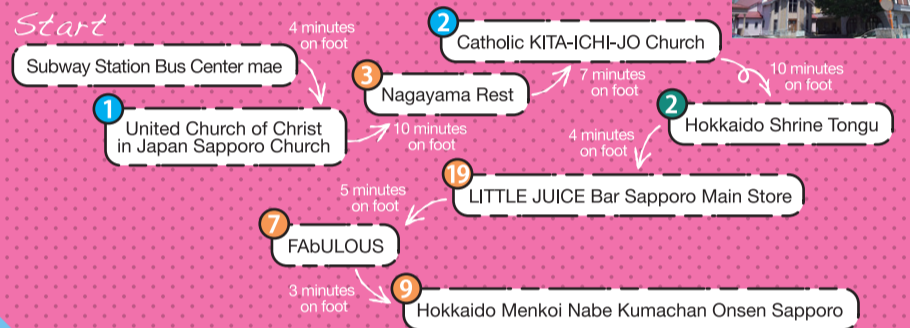 Start
Subway Station Bus Center mae
4 minutes
on foot
1
United Church of Christ
in Japan Sapporo Church
10 minutes
on foot
3
Nagayama Rest
7 minutes
on foot
2
Catholic KITA-ICHI-JO Church
10 minutes
on foot
2
Hokkaido Shrine Tongu
4 minutes
on foot
19
LITTLE JUICE Bar Sapporo Main Store
5 minutes
on foot
7
FAbULOUS
3 minutes
on foot
9
Hokkaido Menkoi Nabe Kumachan Onsen Sapporo